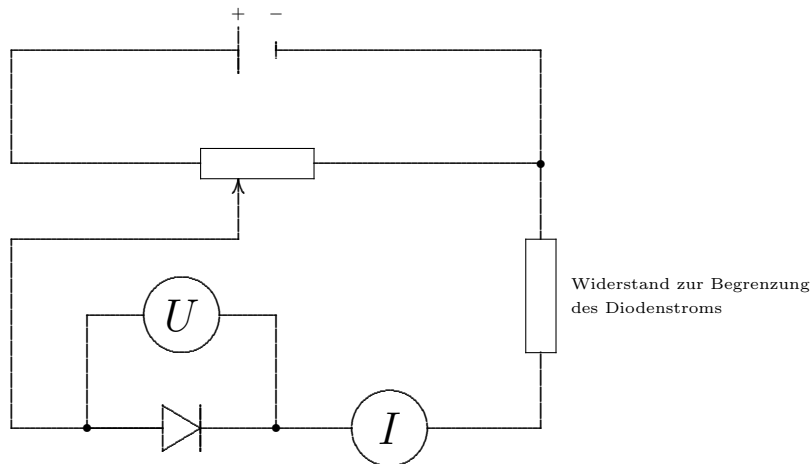 + −
U
Widerstand zur Begrenzung
des Diodenstroms
I